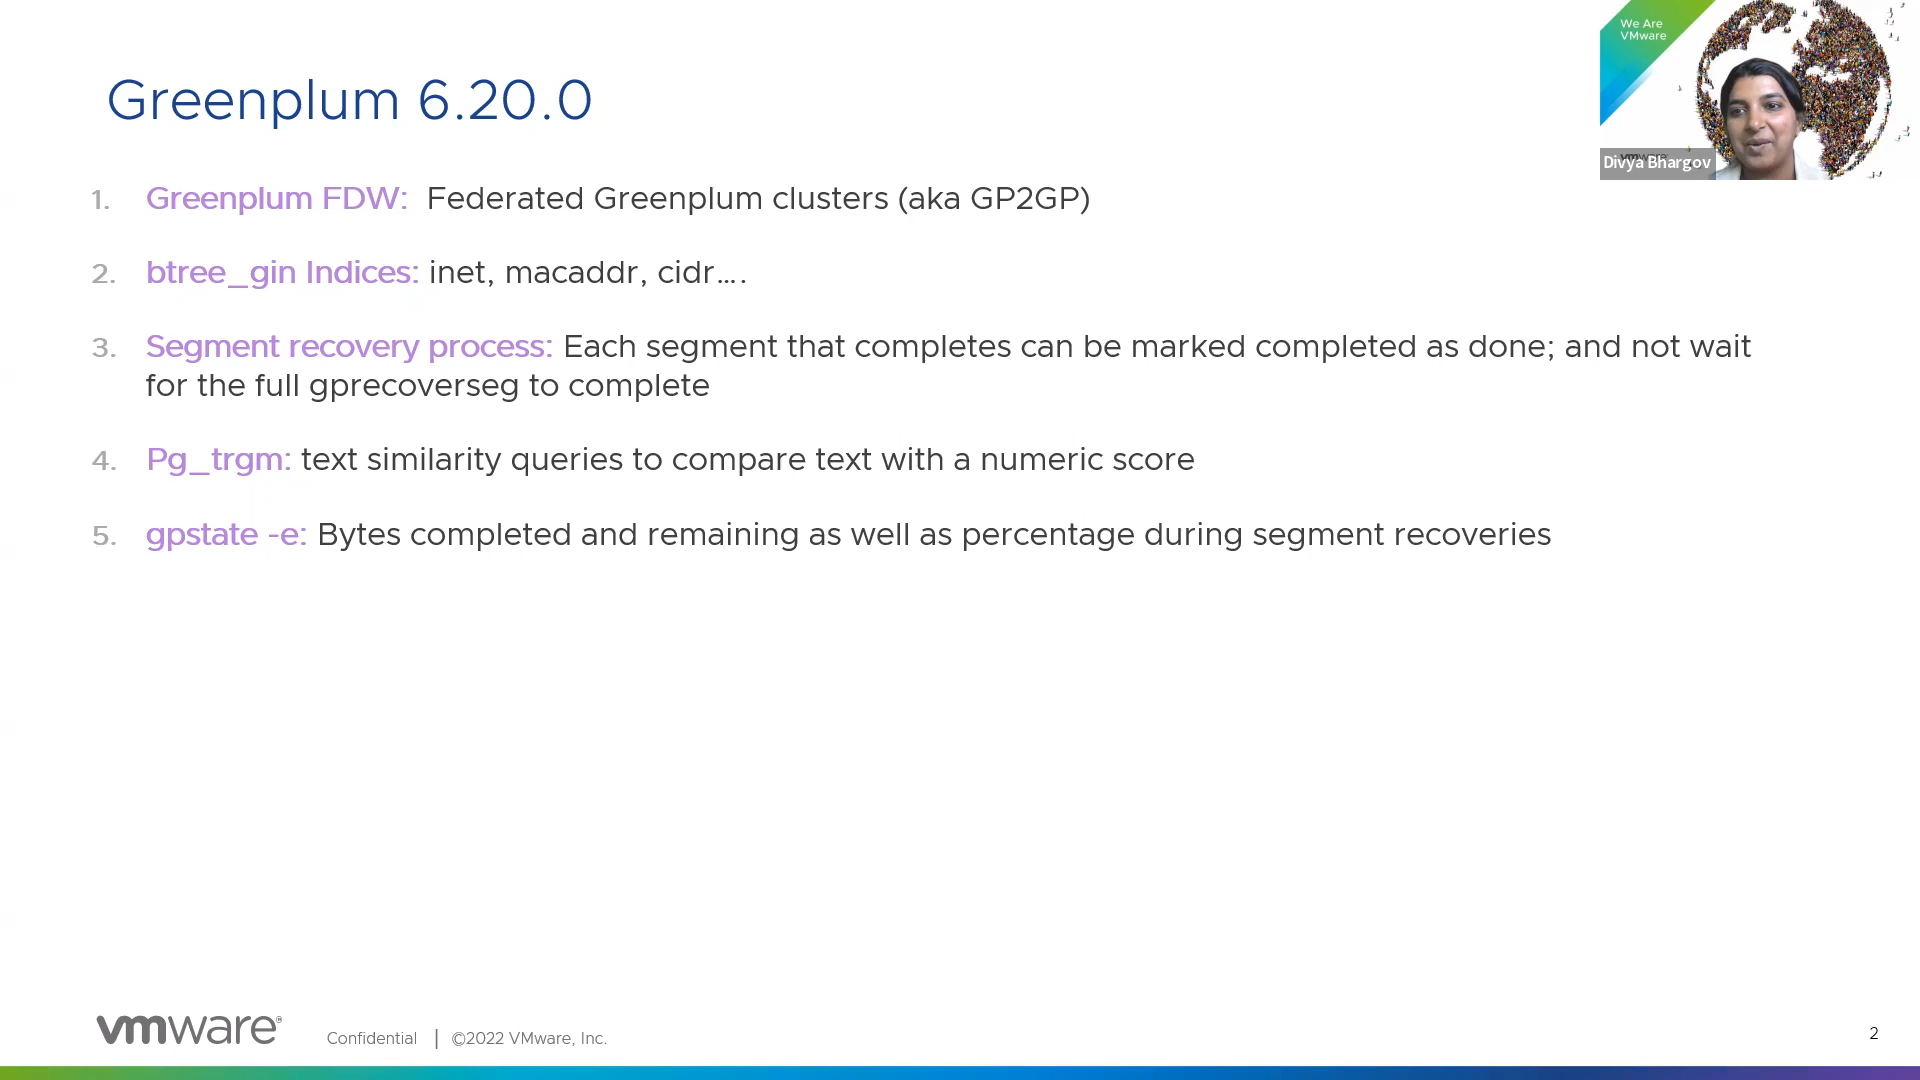 We Are
VMware
Divya Bhargov
Greenplum 6.20.0
1. Greenplum FDW: Federated Greenplum clusters (aka GP2GP)
2. btree_gin Indices: inet, macaddr, cidr….
3. Segment recovery process: Each segment that completes can be marked completed as done; and not wait
for the full gprecoverseg to complete
4. Pg_trgm: text similarity queries to compare text with a numeric score
5. gpstate -e: Bytes completed and remaining as well as percentage during segment recoveries
vmware®
Confidential | ©2022 VMware, Inc.
2